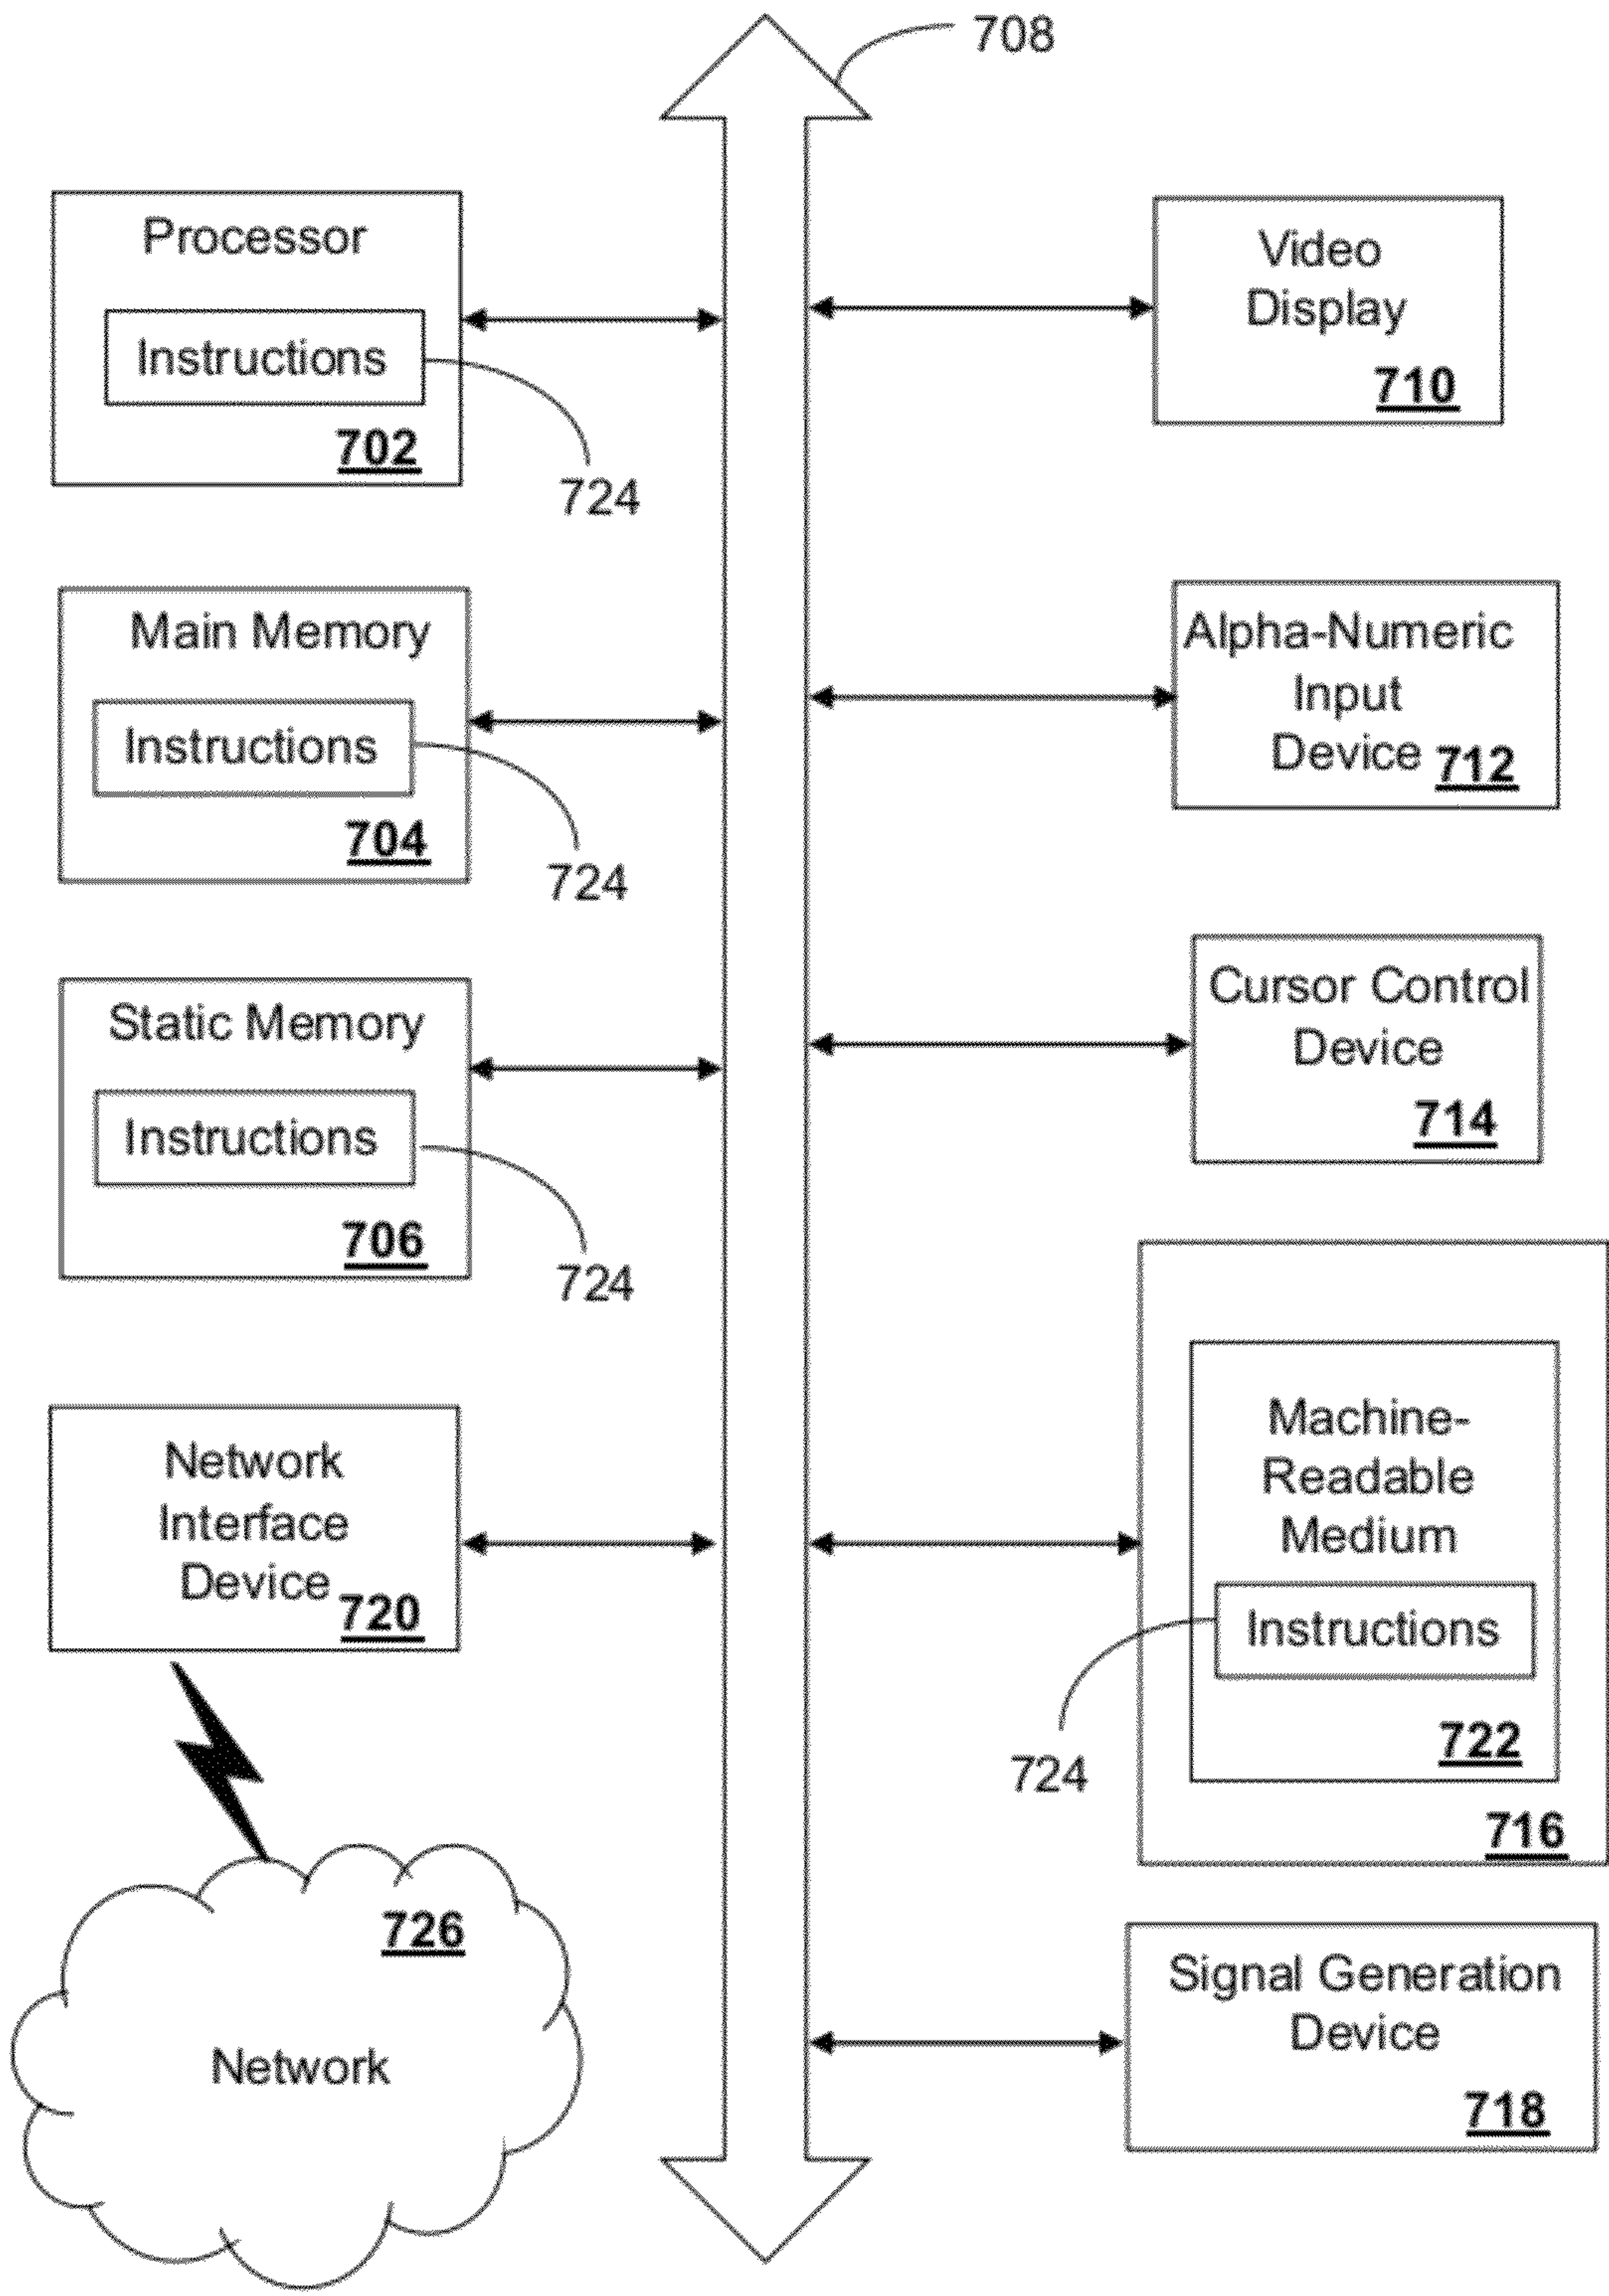 708
Processor
Instructions
702
724
Main Memory
Instructions
704
724
Static Memory
Instructions
706
724
Network
Interface
Device
720
726
Network
Video
Display
710
Alpha-Numeric
Input
Device
712
Cursor Control
Device
714
Machine-
Readable
Medium
Instructions
722
724
716
Signal Generation
Device
718